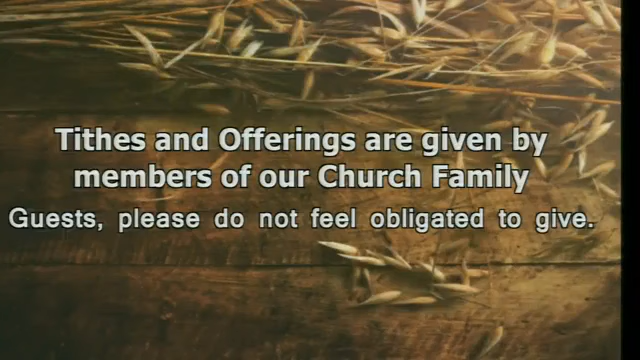 Tithes and Offerings are given by
members of our Church Family
Guests, please do not feel obligated to give.